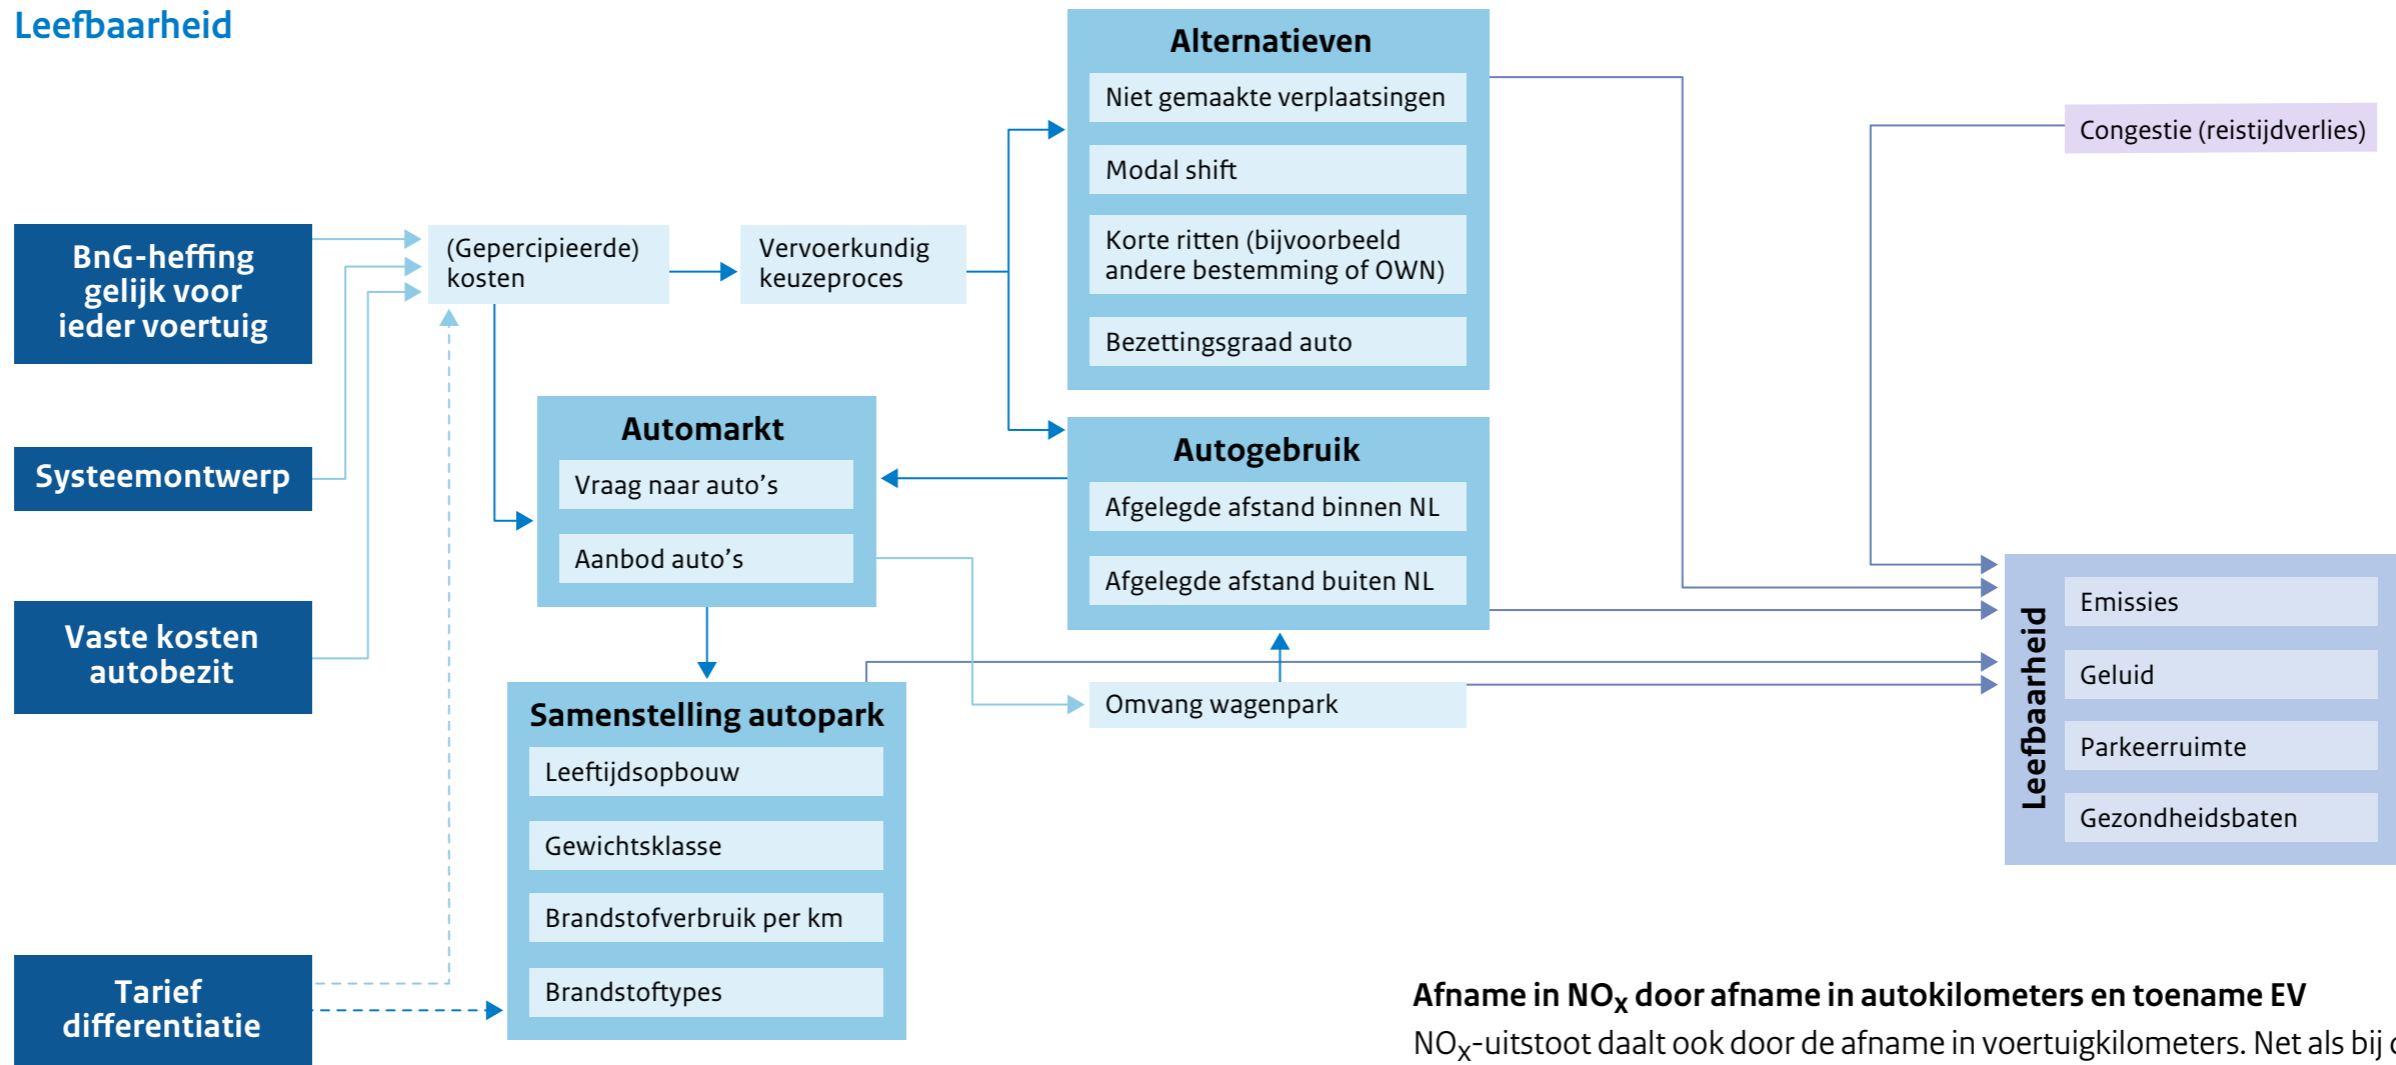 Leefbaarheid
BnG-heffing
gelijk voor
ieder voertuig
Systeemontwerp
Vaste kosten
autobezit
Tarief
differentiatie
(Gepercipieerde)
kosten
Vervoerkundig
keuzeproces
Alternatieven
Niet gemaakte verplaatsingen
Modal shift
Korte ritten (bijvoorbeeld
andere bestemming of OWN)
Bezettingsgraad auto
Automarkt
Vraag naar auto’s
Aanbod auto’s
Autogebruik
Afgelegde afstand binnen NL
Afgelegde afstand buiten NL
Samenstelling autopark
Leeftijdsopbouw
Gewichtsklasse
Brandstofverbruik per km
Brandstoftypes
Omvang wagenpark
Congestie (reistijdverlies)
Leefbaarheid
Emissies
Geluid
Parkeerruimte
Gezondheidsbaten
Afname in NOX door afname in autokilometers en toename EV
NOX-uitstoot daalt ook door de afname in voertuigkilometers. Net als bij